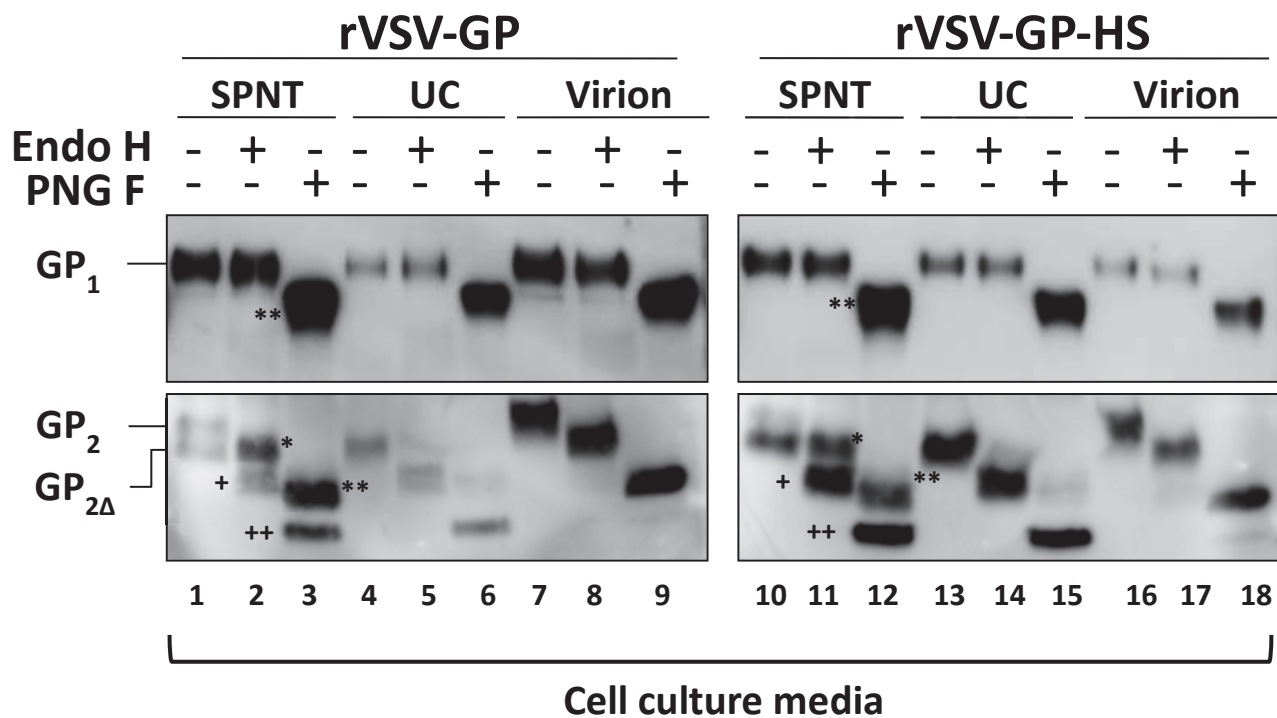 rVSV-GP rVSV-GP-HS
SPNT UC Virion SPNT UC Virion
Endo H - + - - + - - + - - + - - + - - + -
PNG F - - + - - + - - + - - + - - + - - +
GP1
** **
GP2
* *
GP2Δ
+ ** + **
++ ++
1 2 3 4 5 6 7 8 9 10 11 12 13 14 15 16 17 18
Cell culture media